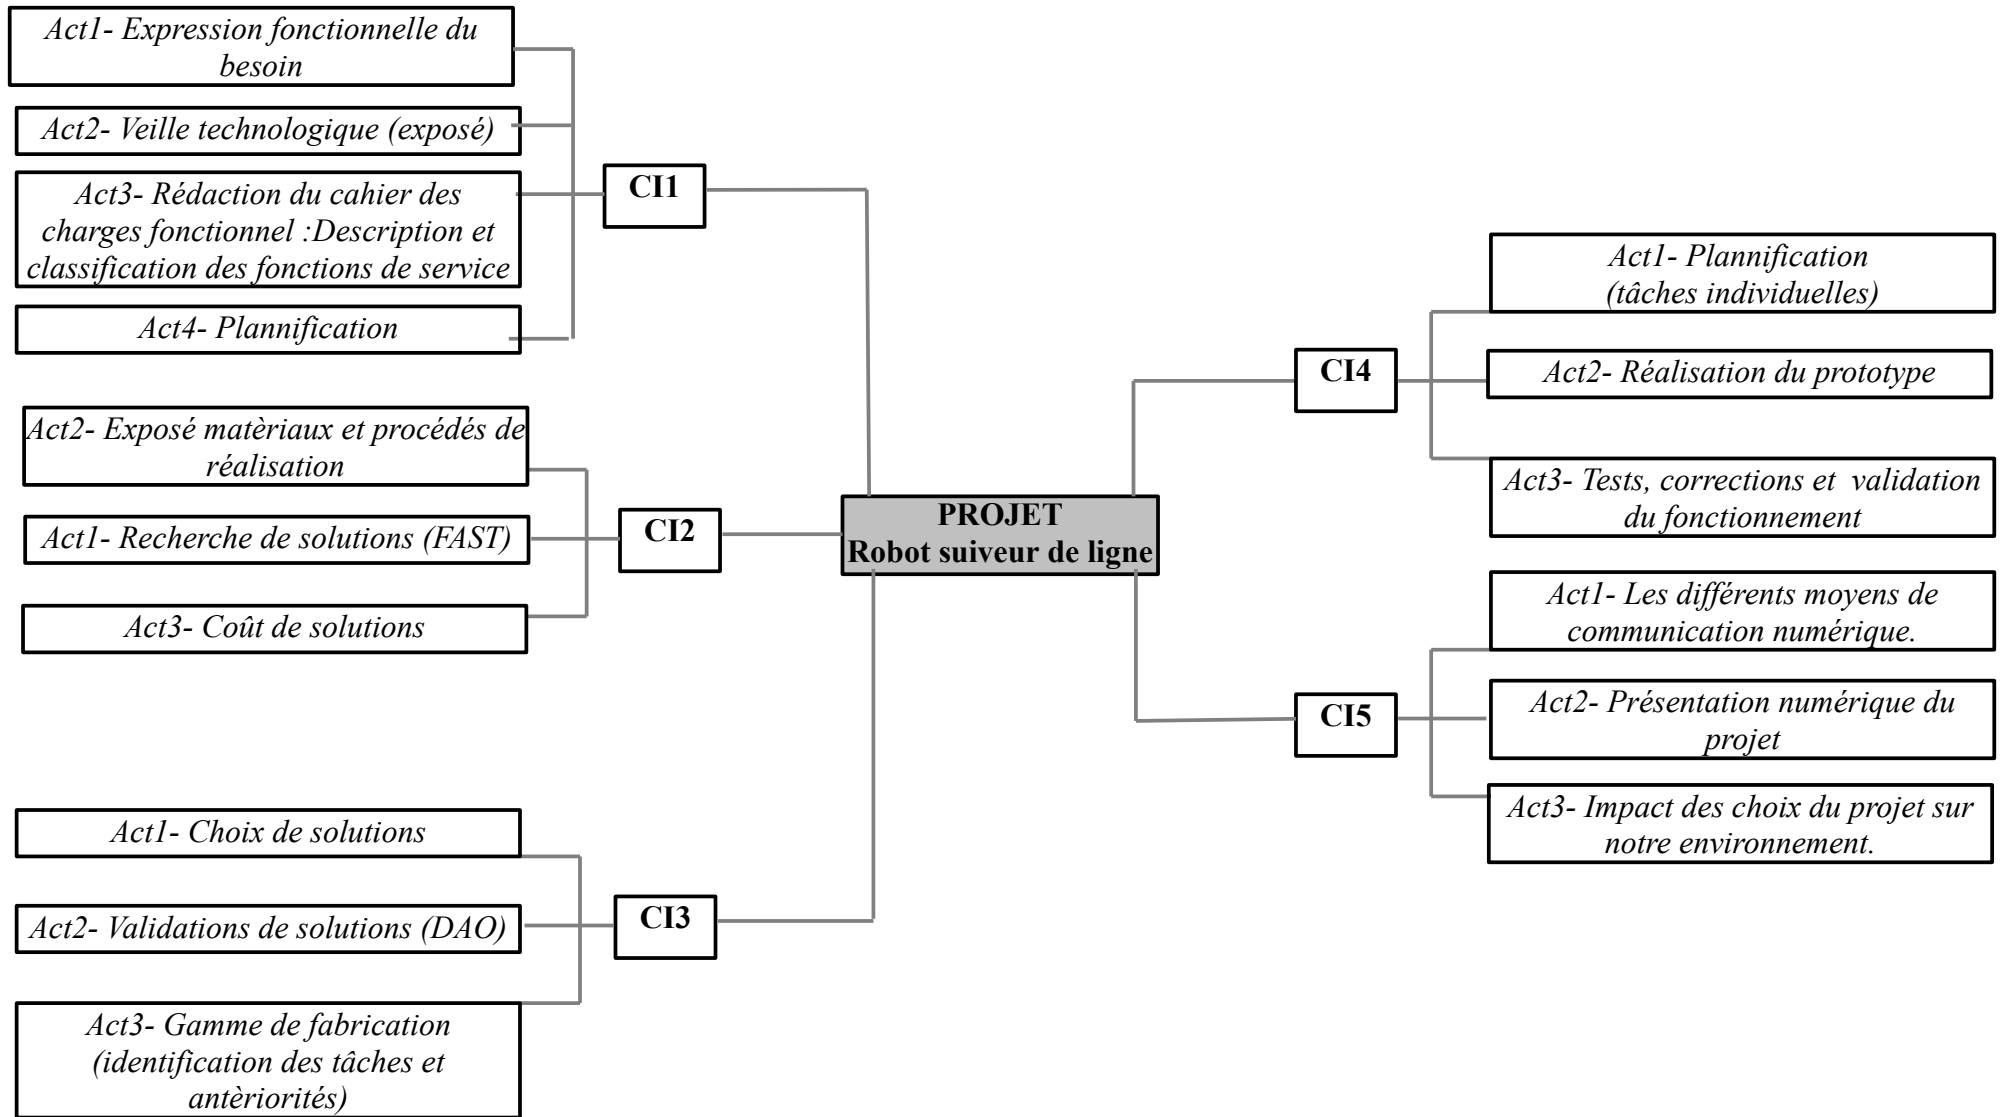 Act1- Expression fonctionnelle du
besoin
Act2- Veille technologique (exposé)
Act3- Rédaction du cahier des
charges fonctionnel :Description et
classification des fonctions de service
Act4- Plannification
CI1
Act2- Exposé matèriaux et procédés de
réalisation
Act1- Recherche de solutions (FAST)
Act3- Coût de solutions
CI2
Act1- Choix de solutions
Act2- Validations de solutions (DAO)
Act3- Gamme de fabrication
(identification des tâches et
antèriorités)
CI3
PROJET
Robot suiveur de ligne
CI4
Act1- Plannification
(tâches individuelles)
Act2- Réalisation du prototype
Act3- Tests, corrections et  validation
du fonctionnement
CI5
Act1- Les différents moyens de
communication numérique.
Act2- Présentation numérique du
projet
Act3- Impact des choix du projet sur
notre environnement.